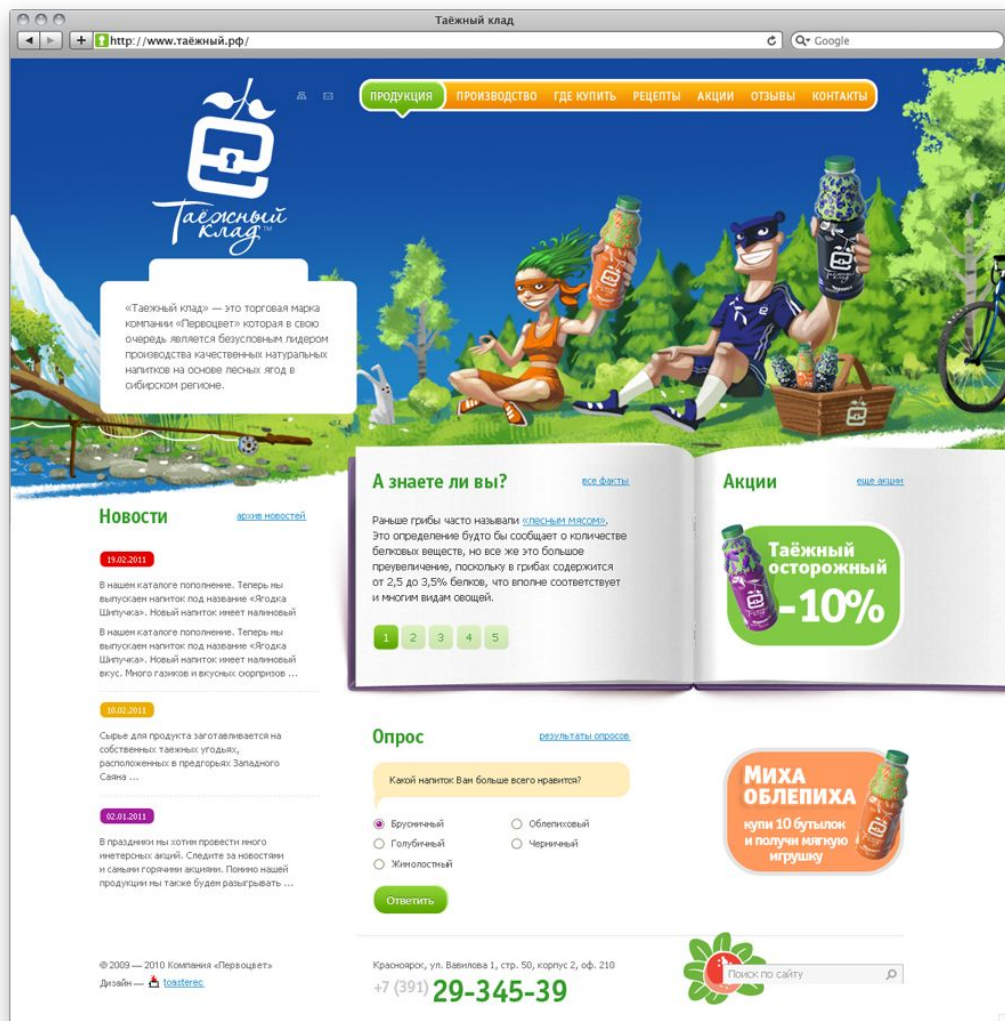 Таёжный клад
http://www.таёжный.рф/
Google
ПРОДУКЦИЯ ПРОИЗВОДСТВО ГДЕ КУПИТЬ РЕЦЕПТЫ АКЦИИ ОТЗЫВЫ КОНТАКТЫ
Таёжный
клад™
«Таежный клад» — это торговая марка
компании «Первоцвет» которая в свою
очередь является безусловным лидером
производства качественных натуральных
напитков на основе лесных ягод в
сибирском регионе.
Новости архив новостей
19.02.2011
В нашем каталоге пополнение. Теперь мы
выпускаем напиток под название «Ягодка
Шипучка». Новый напиток имеет малиновый
В нашем каталоге пополнение. Теперь мы
выпускаем напиток под название «Ягодка
Шипучка». Новый напиток имеет малиновый
вкус. Много газиков и вкусных сюрпризов ...
10.02.2011
Сырье для продукта заготавливается на
собственных таежных угодьях,
расположенных в предгорьях Западного
Саяна ...
02.01.2011
В праздники мы хотим провести много
инетерсных акций. Следите за новостями
и самыми горячими акциями. Помимо нашей
продукции мы также будем разыгрывать ...
А знаете ли вы? все факты
Раньше грибы часто называли «лесным мясом».
Это определение будто бы сообщает о количестве
белковых веществ, но все же это большое
преувеличение, поскольку в грибах содержится
от 2,5 до 3,5% белков, что вполне соответствует
и многим видам овощей.
1 2 3 4 5
Акции еще акции
Таёжный
осторожный
-10%
Опрос результаты опросов
Какой напиток Вам больше всего нравится?
Брусничный Облепиховый
Голубичный Черничный
Жимолостный
Ответить
Миха
облепиха
купи 10 бутылок
и получи мягкую
игрушку
© 2009 — 2010 Компания «Первоцвет»
Дизайн — toasterec
Красноярск, ул. Вавилова 1, стр. 50, корпус 2, оф. 210
+7 (391) 29-345-39
Поиск по сайту